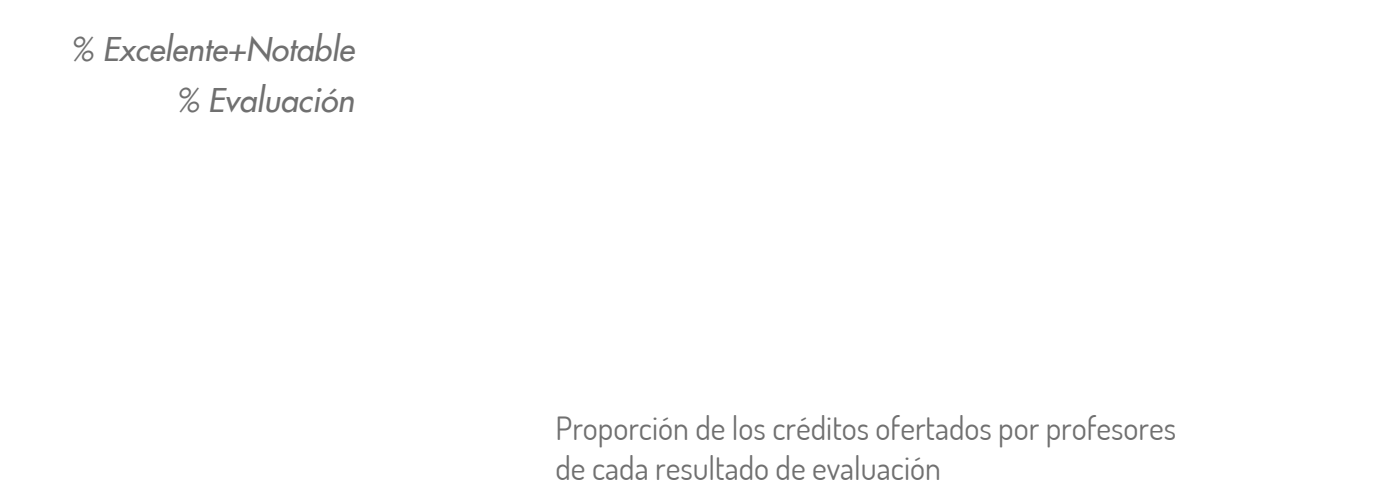 % Excelente+Notable
% Evaluación
Proporción de los créditos ofertados por profesores
de cada resultado de evaluación